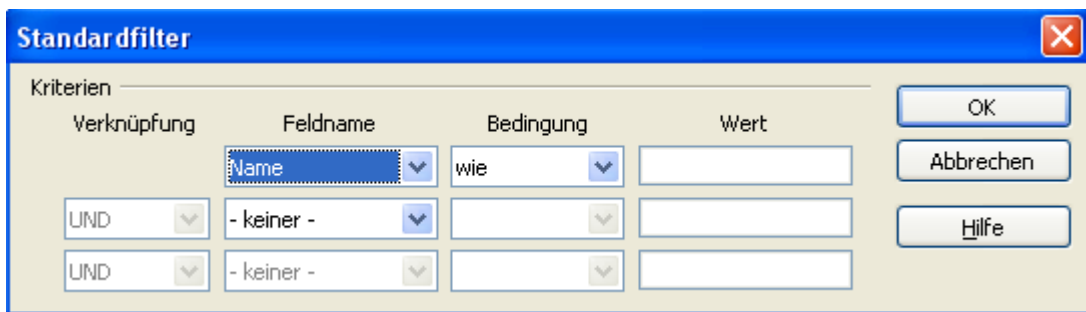 Standardfilter
Kriterien
Verknüpfung Feldname Bedingung Wert
Name wie
UND - keiner -
UND - keiner -
OK
Abbrechen
Hilfe